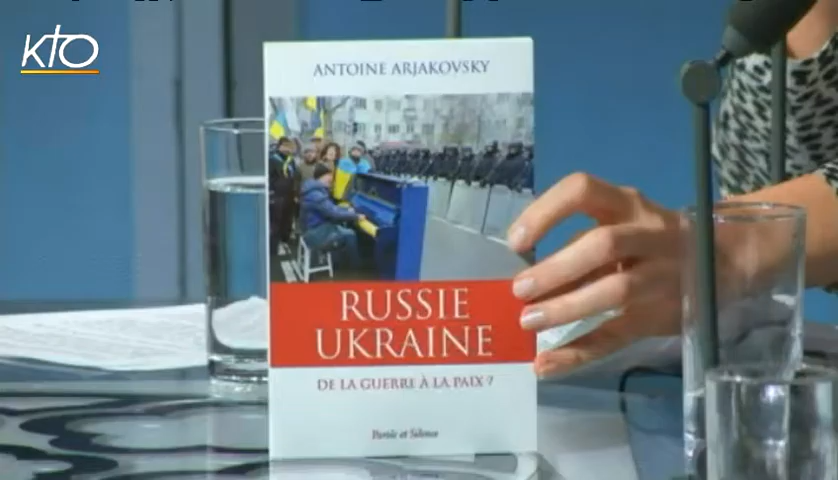 KTO
ANTOINE ARJAKOVSKY
RUSSIE
UKRAINE
DE LA GUERRE À LA PAIX ?
Parole et Silence